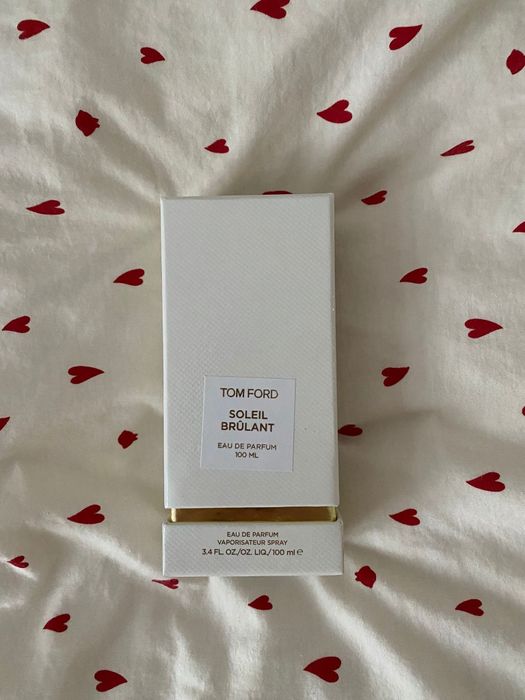 TOM FORD
SOLEIL
BRÛLANT
EAU DE PARFUM
100 ML
EAU DE PARFUM
VAPORISATEUR SPRAY
3.4 FL. OZ./OZ. LIQ./100 ml ℮